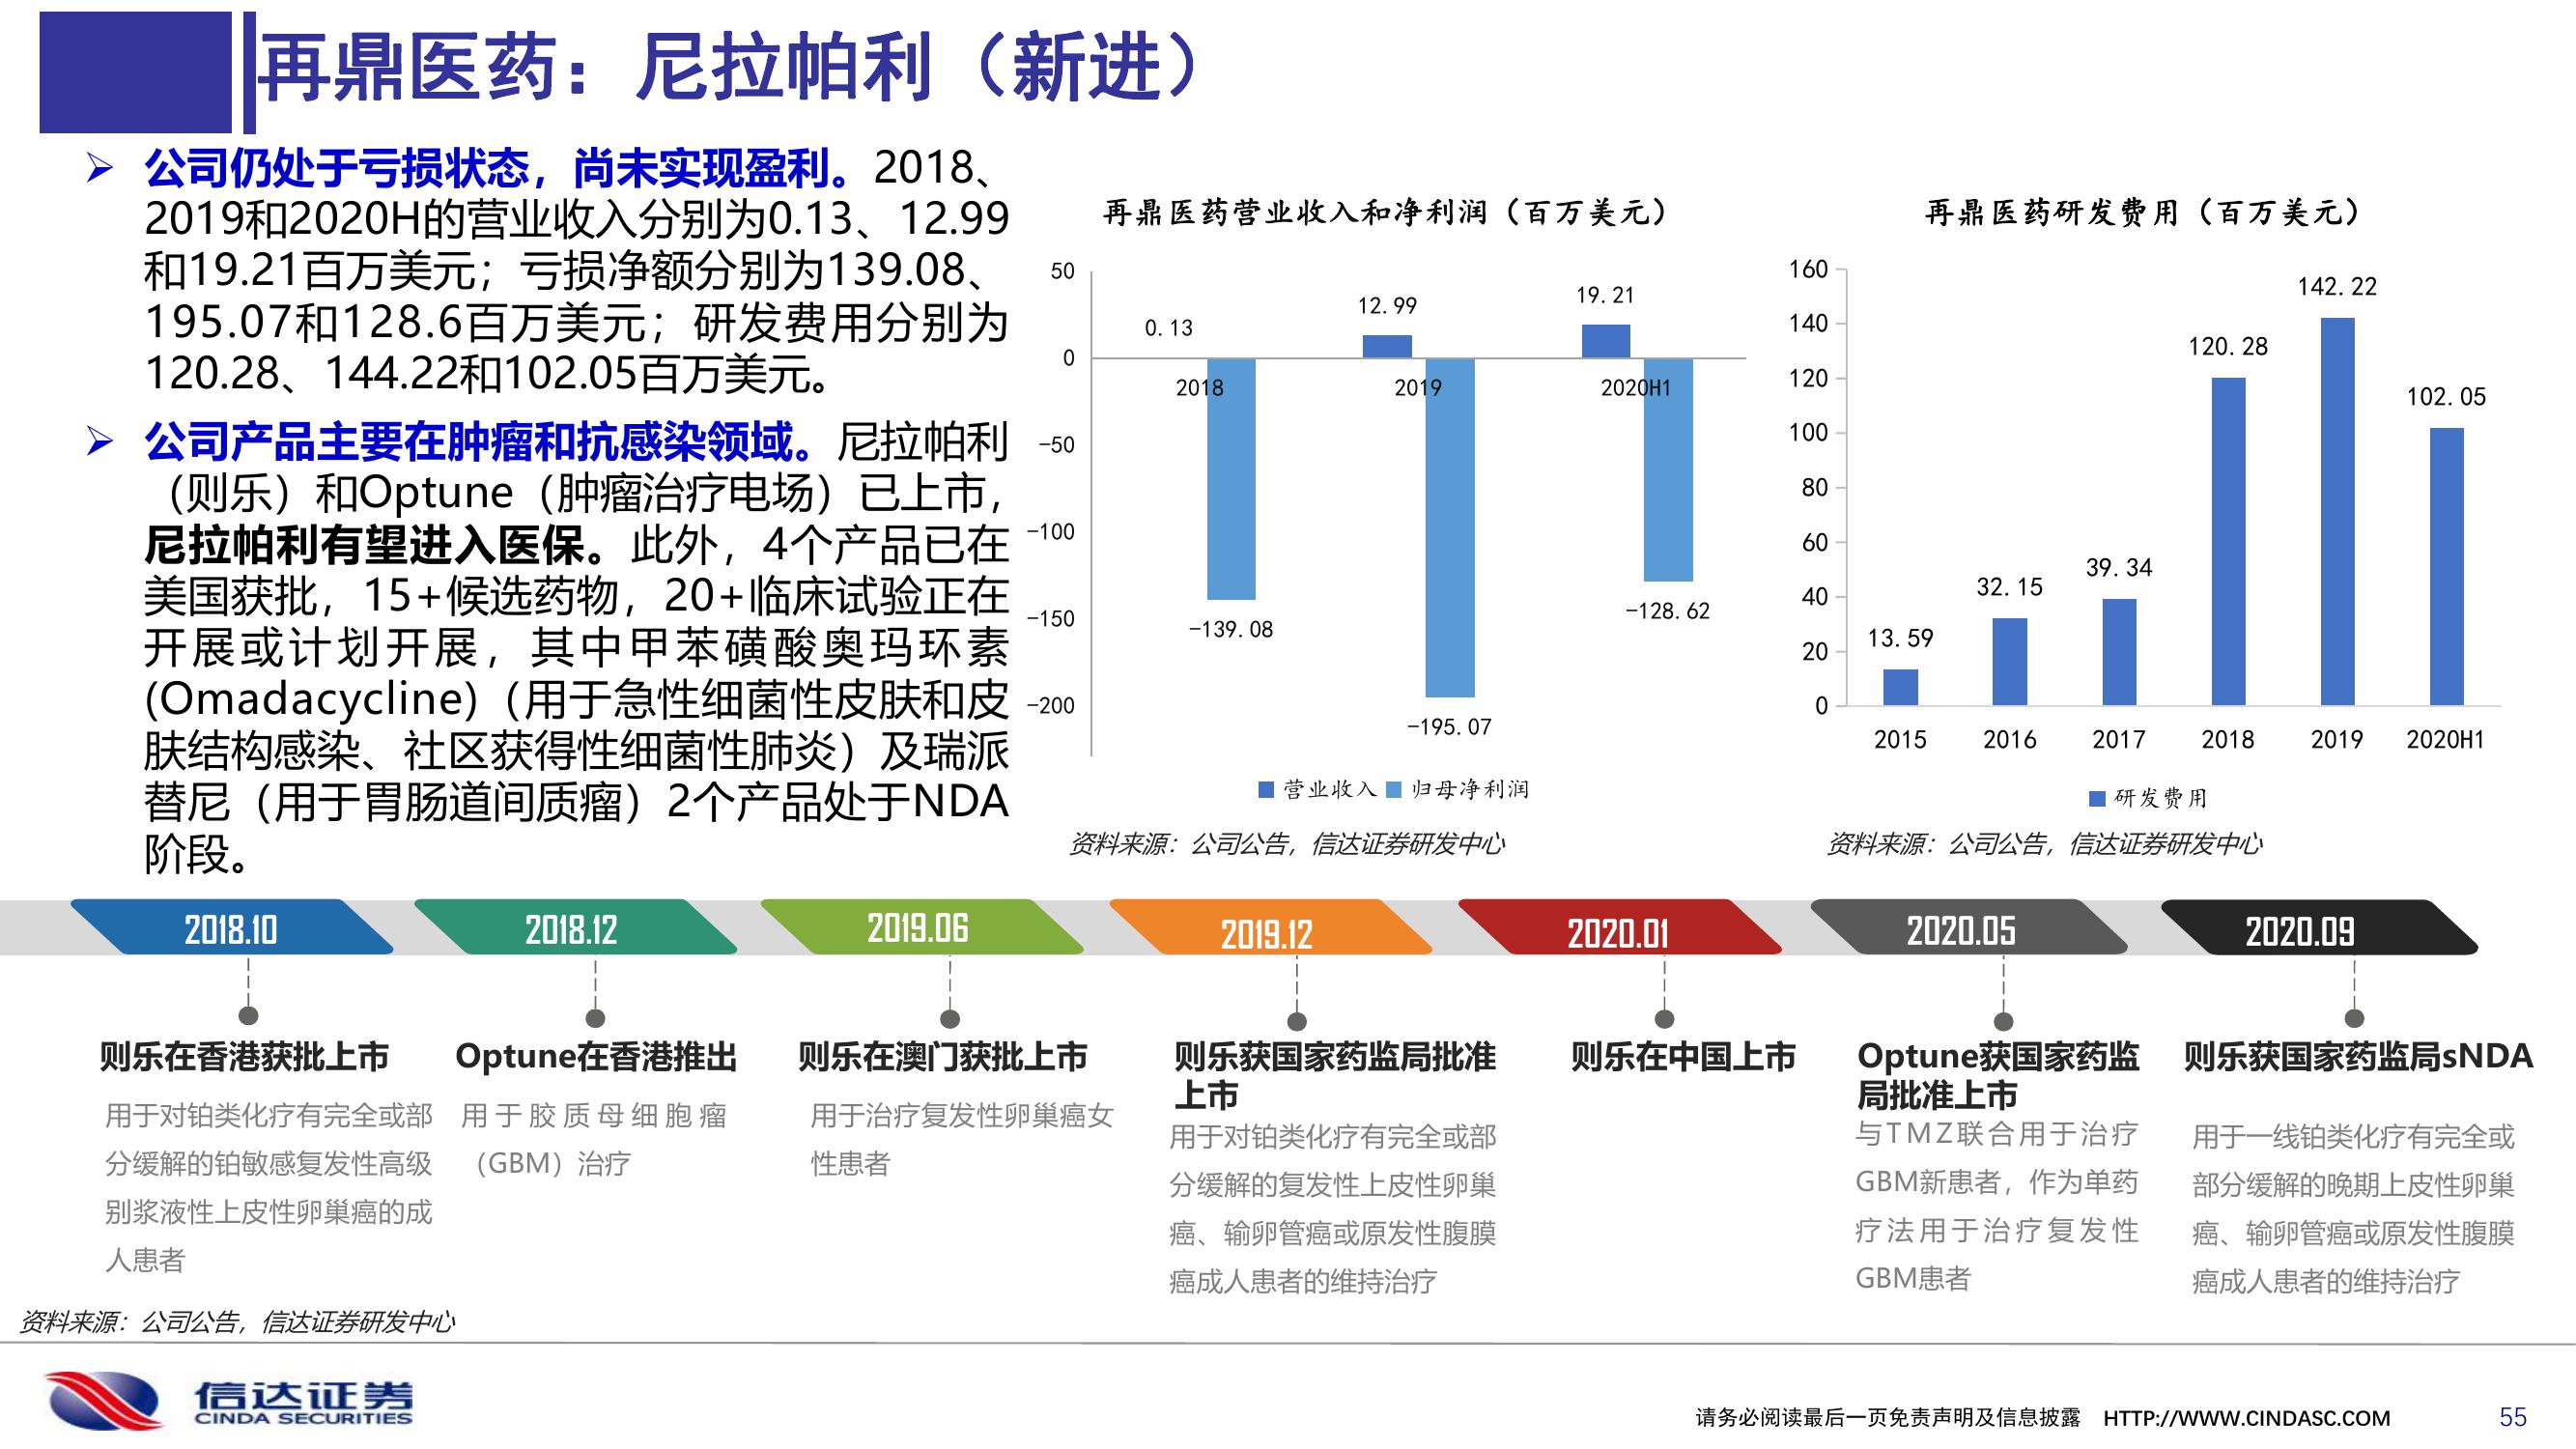 再鼎医药：尼拉帕利（新进）
公司仍处于亏损状态，尚未实现盈利。2018、
2019和2020H的营业收入分别为0.13、12.99
和19.21百万美元；亏损净额分别为139.08、
195.07和128.6百万美元；研发费用分别为
120.28、144.22和102.05百万美元。
公司产品主要在肿瘤和抗感染领域。尼拉帕利
（则乐）和Optune（肿瘤治疗电场）已上市，
尼拉帕利有望进入医保。此外，4个产品已在
美国获批，15+候选药物，20+临床试验正在
开展或计划开展，其中甲苯磺酸奥玛环素
(Omadacycline)（用于急性细菌性皮肤和皮
肤结构感染、社区获得性细菌性肺炎）及瑞派
替尼（用于胃肠道间质瘤）2个产品处于NDA
阶段。
再鼎医药营业收入和净利润（百万美元）
50
0
-50
-100
-150
-200
0.13
12.99
19.21
2018
2019
2020H1
-139.08
-195.07
-128.62
营业收入 归母净利润
资料来源：公司公告，信达证券研发中心
再鼎医药研发费用（百万美元）
160
140
120
100
80
60
40
20
0
13.59
32.15
39.34
120.28
142.22
102.05
2015
2016
2017
2018
2019
2020H1
研发费用
资料来源：公司公告，信达证券研发中心
2018.10
则乐在香港获批上市
用于对铂类化疗有完全或部
分缓解的铂敏感复发性高级
别浆液性上皮性卵巢癌的成
人患者
2018.12
Optune在香港推出
用于胶质母细胞瘤
（GBM）治疗
2019.06
则乐在澳门获批上市
用于治疗复发性卵巢癌女
性患者
2019.12
则乐获国家药监局批准
上市
用于对铂类化疗有完全或部
分缓解的复发性上皮性卵巢
癌、输卵管癌或原发性腹膜
癌成人患者的维持治疗
2020.01
则乐在中国上市
2020.05
Optune获国家药监
局批准上市
与TMZ联合用于治疗
GBM新患者，作为单药
疗法用于治疗复发性
GBM患者
2020.09
则乐获国家药监局sNDA
用于一线铂类化疗有完全或
部分缓解的晚期上皮性卵巢
癌、输卵管癌或原发性腹膜
癌成人患者的维持治疗
资料来源：公司公告，信达证券研发中心
信达证券
CINDA SECURITIES
请务必阅读最后一页免责声明及信息披露 HTTP://WWW.CINDASC.COM
55